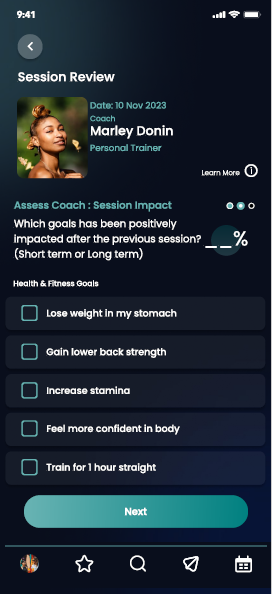 9:41
Session Review
Date: 10 Nov 2023
Coach
Marley Donin
Personal Trainer
Learn More
Assess Coach : Session Impact
Which goals has been positively
impacted after the previous session?
(Short term or Long term)
_ _%
Health & Fitness Goals
Lose weight in my stomach
Gain lower back strength
Increase stamina
Feel more confident in body
Train for 1 hour straight
Next